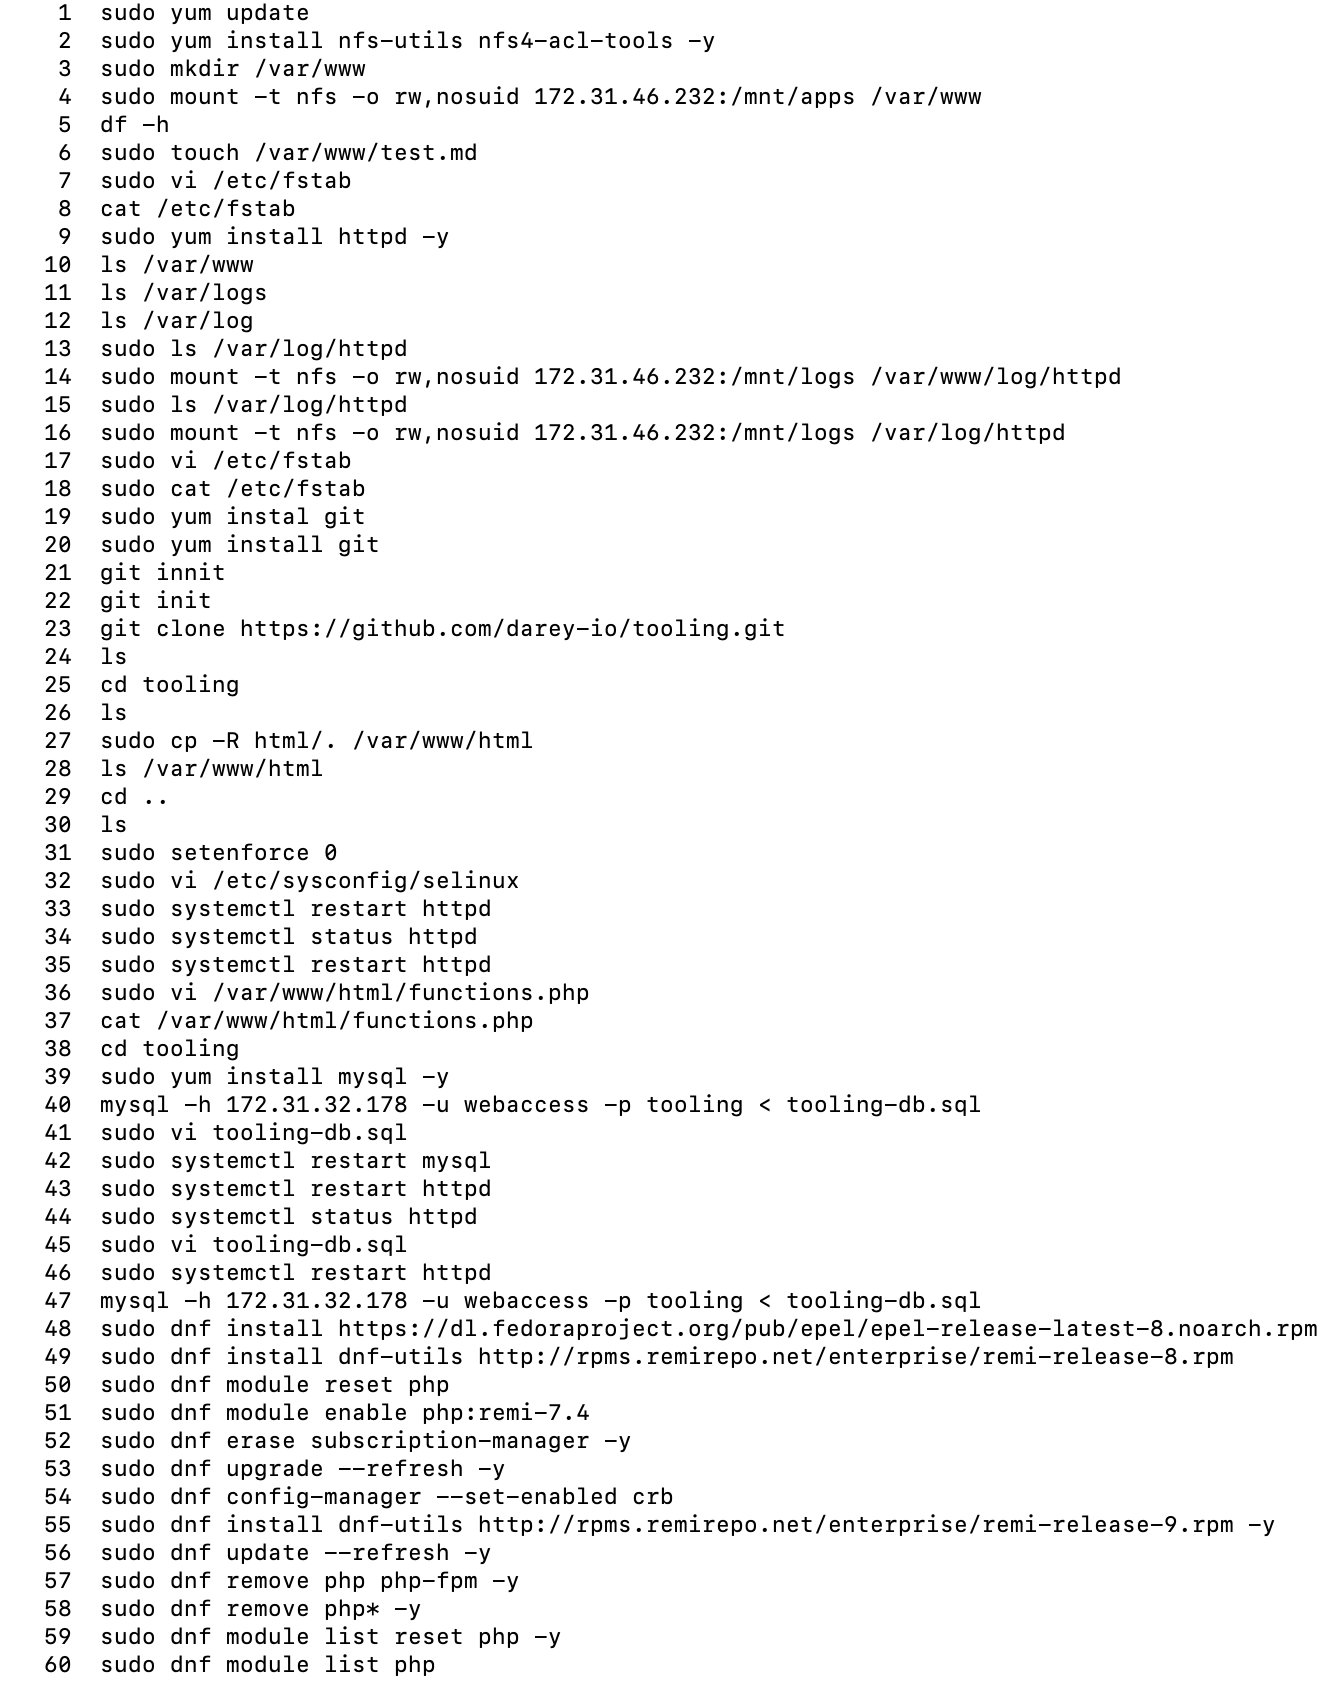 1 sudo yum update
2 sudo yum install nfs-utils nfs4-acl-tools -y
3 sudo mkdir /var/www
4 sudo mount -t nfs -o rw,nosuid 172.31.46.232:/mnt/apps /var/www
5 df -h
6 sudo touch /var/www/test.md
7 sudo vi /etc/fstab
8 cat /etc/fstab
9 sudo yum install httpd -y
10 ls /var/www
11 ls /var/logs
12 ls /var/log
13 sudo ls /var/log/httpd
14 sudo mount -t nfs -o rw,nosuid 172.31.46.232:/mnt/logs /var/www/log/httpd
15 sudo ls /var/log/httpd
16 sudo mount -t nfs -o rw,nosuid 172.31.46.232:/mnt/logs /var/log/httpd
17 sudo vi /etc/fstab
18 sudo cat /etc/fstab
19 sudo yum instal git
20 sudo yum install git
21 git innit
22 git init
23 git clone https://github.com/darey-io/tooling.git
24 ls
25 cd tooling
26 ls
27 sudo cp -R html/. /var/www/html
28 ls /var/www/html
29 cd ..
30 ls
31 sudo setenforce 0
32 sudo vi /etc/sysconfig/selinux
33 sudo systemctl restart httpd
34 sudo systemctl status httpd
35 sudo systemctl restart httpd
36 sudo vi /var/www/html/functions.php
37 cat /var/www/html/functions.php
38 cd tooling
39 sudo yum install mysql -y
40 mysql -h 172.31.32.178 -u webaccess -p tooling < tooling-db.sql
41 sudo vi tooling-db.sql
42 sudo systemctl restart mysql
43 sudo systemctl restart httpd
44 sudo systemctl status httpd
45 sudo vi tooling-db.sql
46 sudo systemctl restart httpd
47 mysql -h 172.31.32.178 -u webaccess -p tooling < tooling-db.sql
48 sudo dnf install https://dl.fedoraproject.org/pub/epel/epel-release-latest-8.noarch.rpm
49 sudo dnf install dnf-utils http://rpms.remirepo.net/enterprise/remi-release-8.rpm
50 sudo dnf module reset php
51 sudo dnf module enable php:remi-7.4
52 sudo dnf erase subscription-manager -y
53 sudo dnf upgrade --refresh -y
54 sudo dnf config-manager --set-enabled crb
55 sudo dnf install dnf-utils http://rpms.remirepo.net/enterprise/remi-release-9.rpm -y
56 sudo dnf update --refresh -y
57 sudo dnf remove php php-fpm -y
58 sudo dnf remove php* -y
59 sudo dnf module list reset php -y
60 sudo dnf module list php